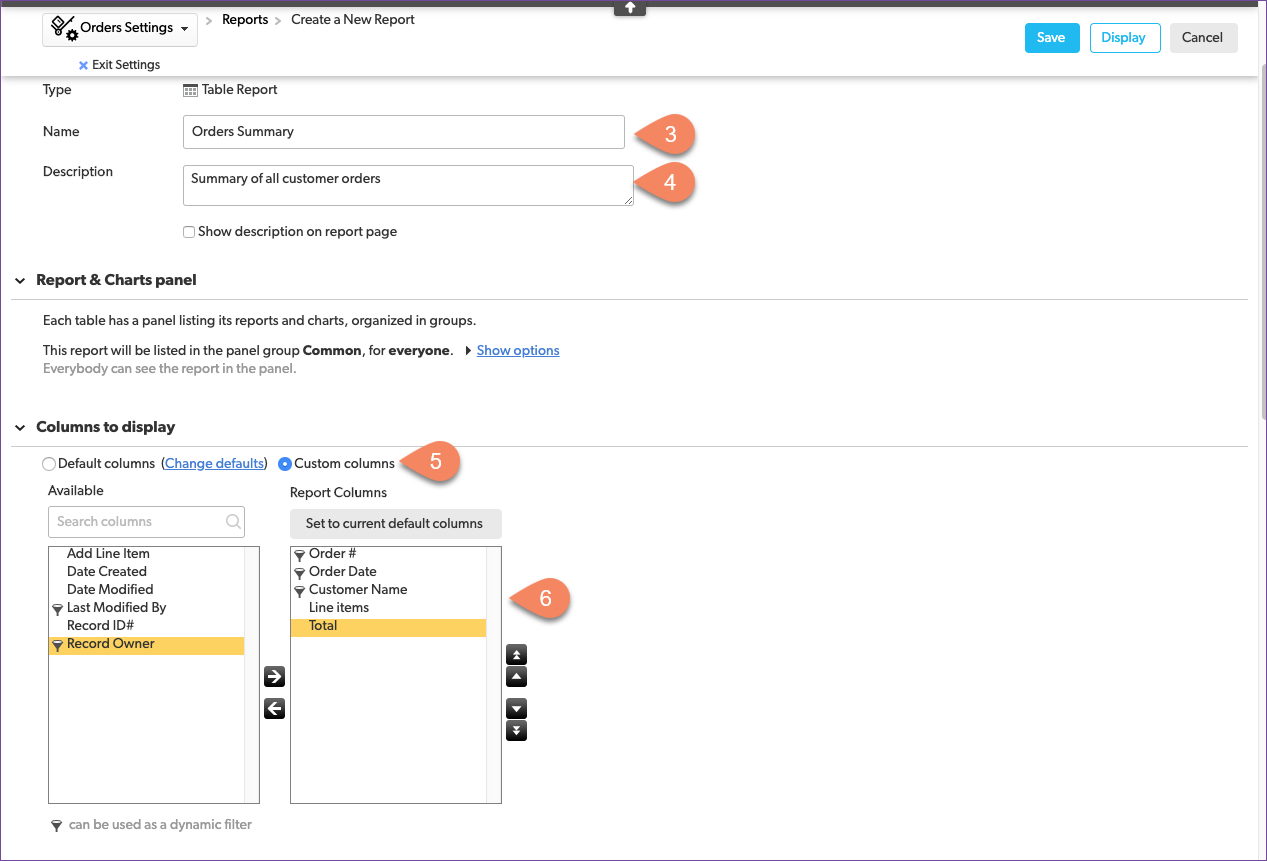 Orders Settings > Reports > Create a New Report
Save Display Cancel
Exit Settings
Type Table Report
Name Orders Summary 3
Description Summary of all customer orders 4
Show description on report page
Report & Charts panel
Each table has a panel listing its reports and charts, organized in groups.
This report will be listed in the panel group Common, for everyone. Show options
Everybody can see the report in the panel.
Columns to display
Default columns (Change defaults) Custom columns 5
Available
Search columns
Add Line Item
Date Created
Date Modified
Last Modified By
Record ID#
Record Owner
Report Columns
Set to current default columns
Order #
Order Date
Customer Name
Line items
Total
6
can be used as a dynamic filter